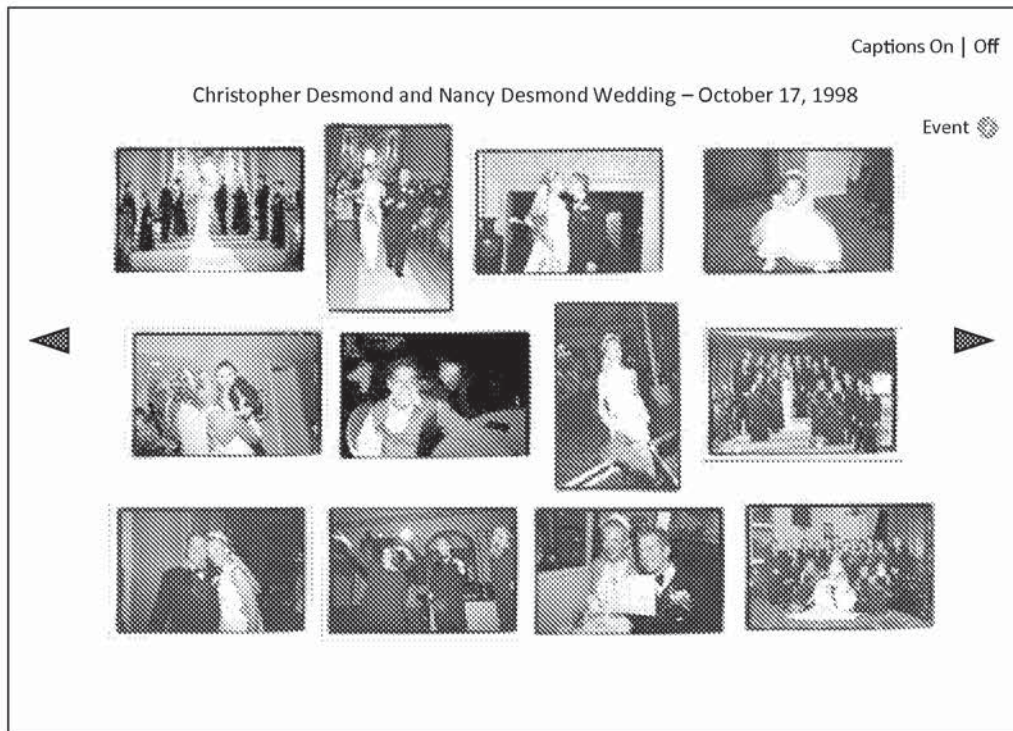 Captions On | Off
Christopher Desmond and Nancy Desmond Wedding – October 17, 1998
Event